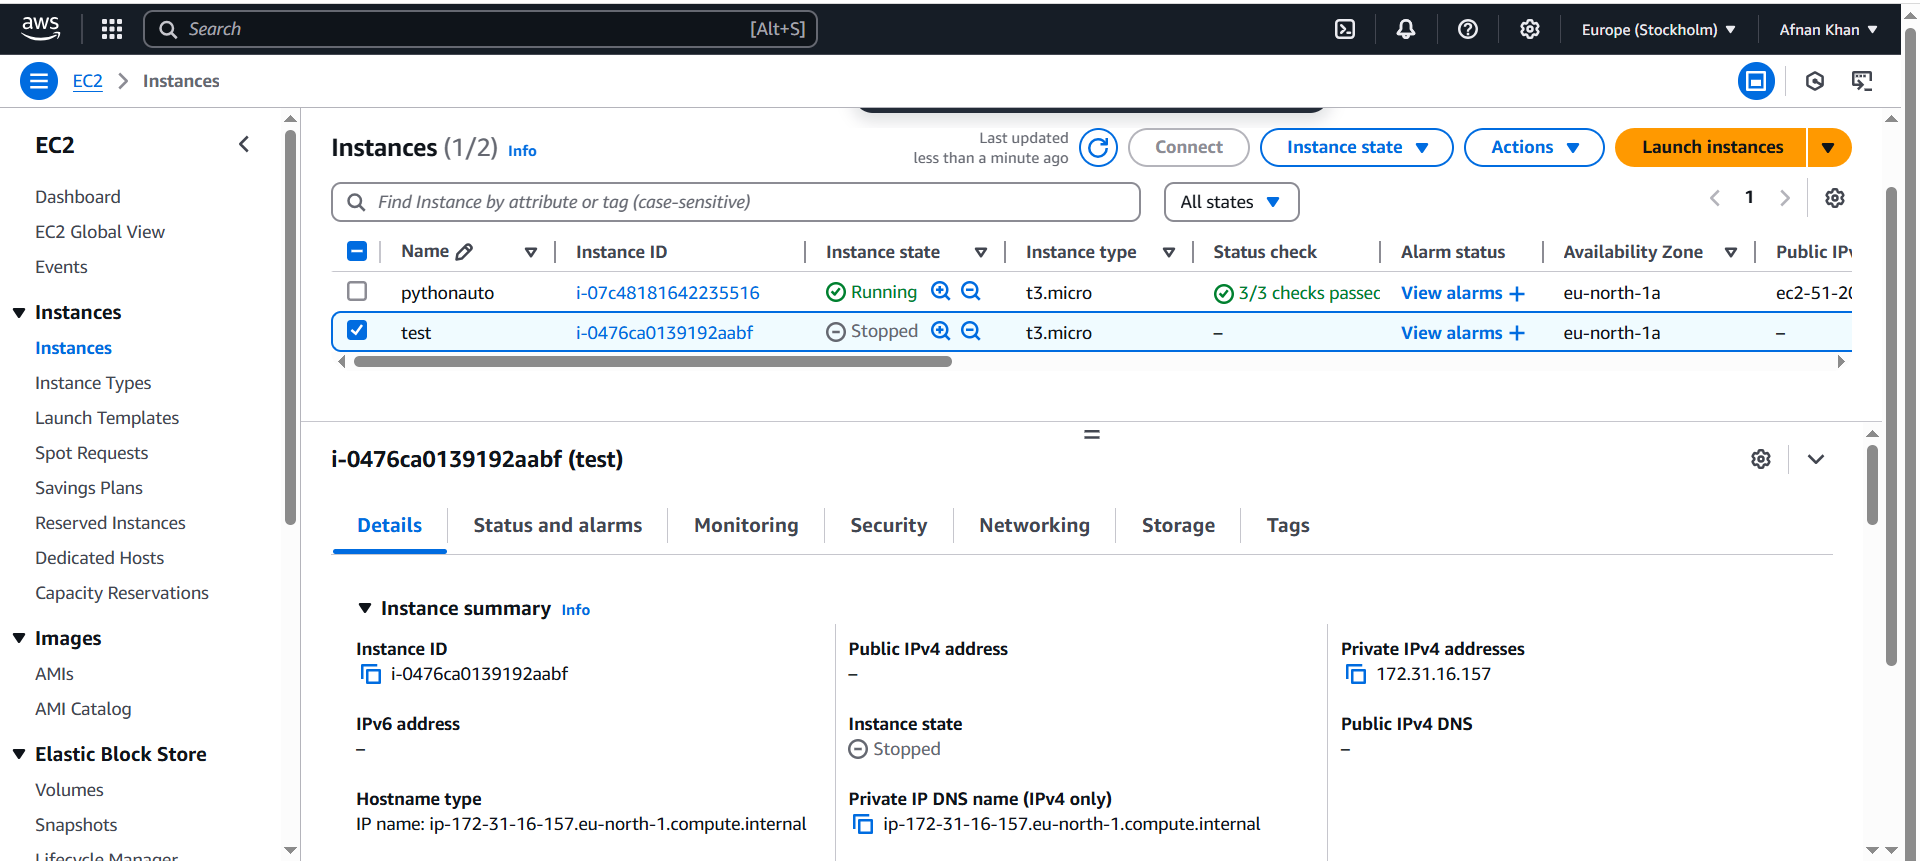 aws
Search [Alt+S]
Europe (Stockholm)
Afnan Khan
EC2 Instances
EC2
Dashboard
EC2 Global View
Events
Instances
Instances
Instance Types
Launch Templates
Spot Requests
Savings Plans
Reserved Instances
Dedicated Hosts
Capacity Reservations
Images
AMIs
AMI Catalog
Elastic Block Store
Volumes
Snapshots
Lifecycle Manager
Instances (1/2) Info
Last updated
less than a minute ago
Connect
Instance state
Actions
Launch instances
Find Instance by attribute or tag (case-sensitive)
All states
1
Name Instance ID Instance state Instance type Status check Alarm status Availability Zone Public IPv
pythonauto i-07c48181642235516 Running t3.micro 3/3 checks passed View alarms + eu-north-1a ec2-51-20
test i-0476ca0139192aabf Stopped t3.micro – View alarms + eu-north-1a –
i-0476ca0139192aabf (test)
Details Status and alarms Monitoring Security Networking Storage Tags
Instance summary Info
Instance ID
i-0476ca0139192aabf
Public IPv4 address
–
Private IPv4 addresses
172.31.16.157
IPv6 address
–
Instance state
Stopped
Public IPv4 DNS
–
Hostname type
IP name: ip-172-31-16-157.eu-north-1.compute.internal
Private IP DNS name (IPv4 only)
ip-172-31-16-157.eu-north-1.compute.internal